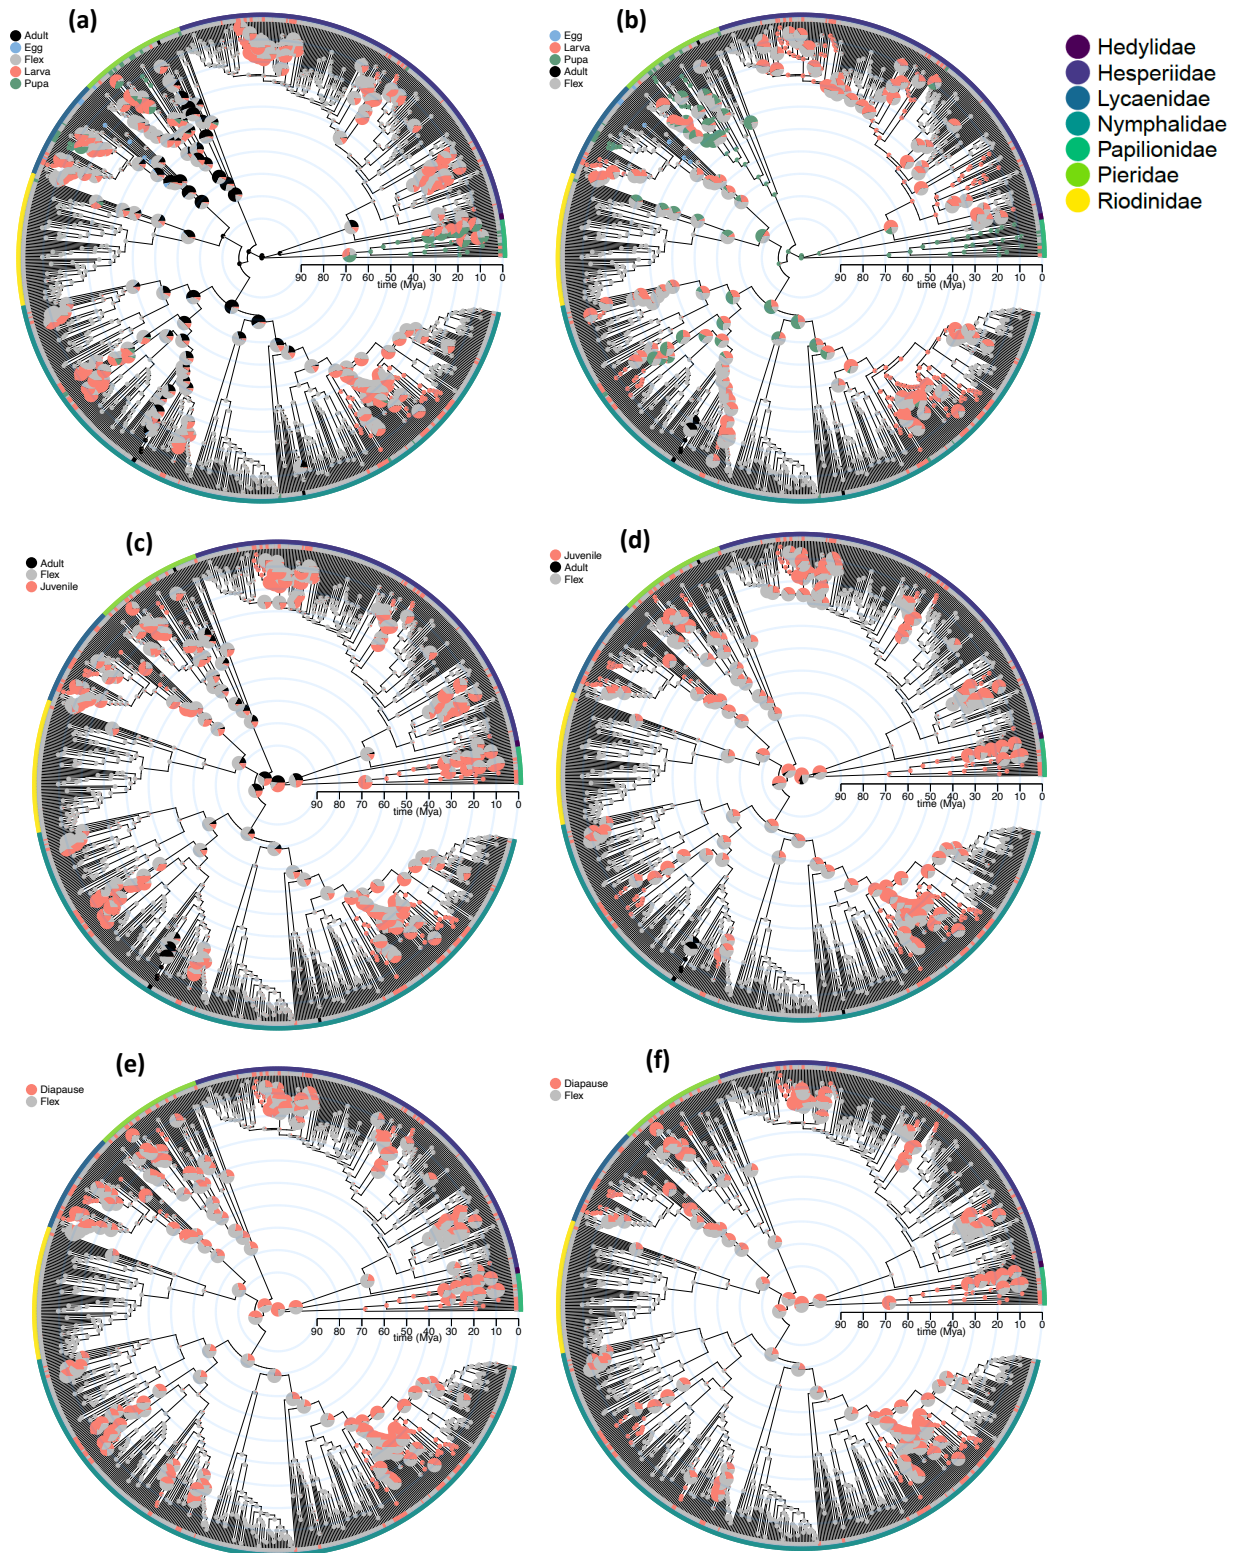 (a)
Adult
Egg
Flex
Larva
Pupa
90 80 70 60 50 40 30 20 10 0
time (Mya)
(b)
Egg
Larva
Pupa
Adult
Flex
90 80 70 60 50 40 30 20 10 0
time (Mya)
Hedylidae
Hesperiidae
Lycaenidae
Nymphalidae
Papilionidae
Pieridae
Riodinidae
(c)
Adult
Flex
Juvenile
90 80 70 60 50 40 30 20 10 0
time (Mya)
(d)
Juvenile
Adult
Flex
90 80 70 60 50 40 30 20 10 0
time (Mya)
(e)
Diapause
Flex
90 80 70 60 50 40 30 20 10 0
time (Mya)
(f)
Diapause
Flex
90 80 70 60 50 40 30 20 10 0
time (Mya)